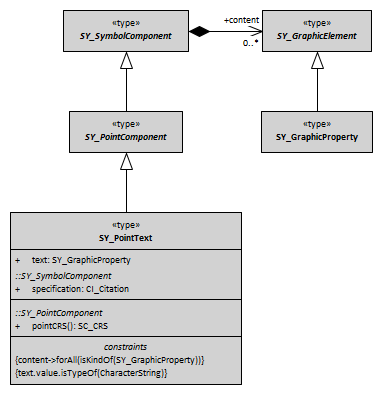 «type»
SY_SymbolComponent
+content
0..*
«type»
SY_GraphicElement
«type»
SY_PointComponent
«type»
SY_GraphicProperty
«type»
SY_PointText
+ text: SY_GraphicProperty
::SY_SymbolComponent
+ specification: CI_Citation
::SY_PointComponent
+ pointCRS(): SC_CRS
constraints
{content->forAll(isKindOf(SY_GraphicProperty))}
{text.value.isTypeOf(CharacterString)}